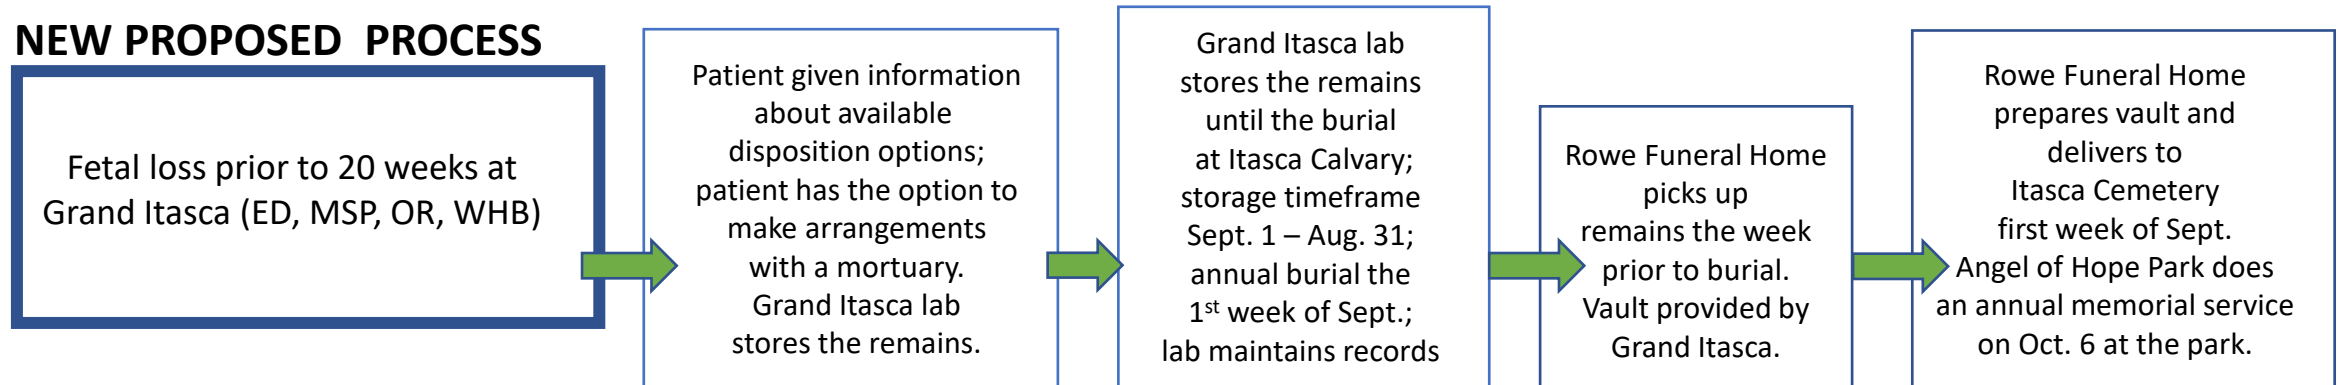 NEW PROPOSED  PROCESS
Fetal loss prior to 20 weeks at
Grand Itasca (ED, MSP, OR, WHB)
Patient given information
about available
disposition options;
patient has the option to
make arrangements
with a mortuary.
Grand Itasca lab
stores the remains.
Grand Itasca lab
stores the remains
until the burial
at Itasca Calvary;
storage timeframe
Sept. 1 – Aug. 31;
annual burial the
1st week of Sept.;
lab maintains records
Rowe Funeral Home
picks up
remains the week
prior to burial.
Vault provided by
Grand Itasca.
Rowe Funeral Home
prepares vault and
delivers to
Itasca Cemetery
first week of Sept.
Angel of Hope Park does
an annual memorial service
on Oct. 6 at the park.